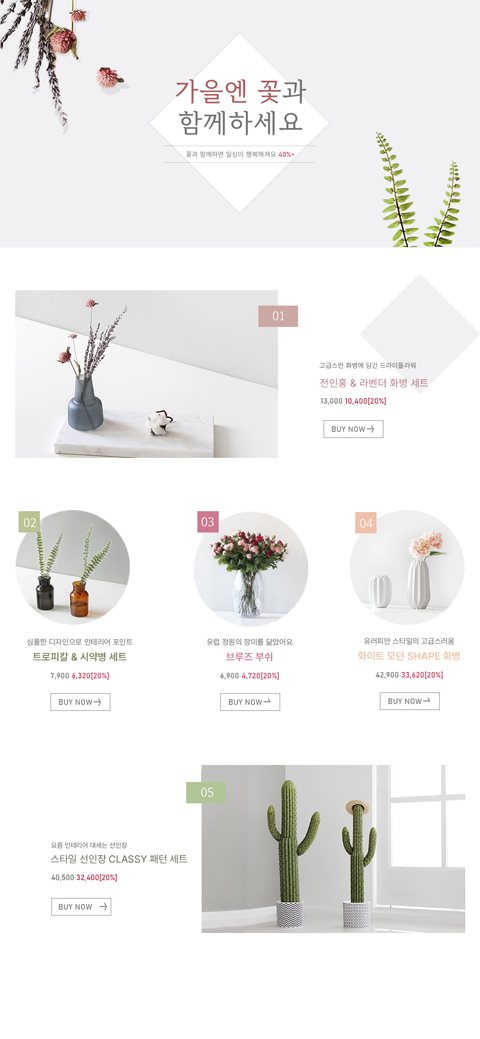 가을엔 꽃과
함께하세요
꽃과 함께하면 일상이 행복해져요 40%~
01
고급스런 화병에 담긴 드라이플라워
전인홍 & 라벤더 화병 세트
13,000 10,400[20%]
BUY NOW
02
심플한 디자인으로 인테리어 포인트
트로피칼 & 시약병 세트
7,900 6,320[20%]
BUY NOW
03
유럽 정원의 장미를 닮았어요
브루즈 부쉬
6,900 4,720[20%]
BUY NOW
04
유러피안 스타일의 고급스러움
화이트 모던 SHAPE 화병
42,900 33,620[20%]
BUY NOW
05
요즘 인테리어 대세는 선인장
스타일 선인장 CLASSY 패턴 세트
40,500 32,400[20%]
BUY NOW